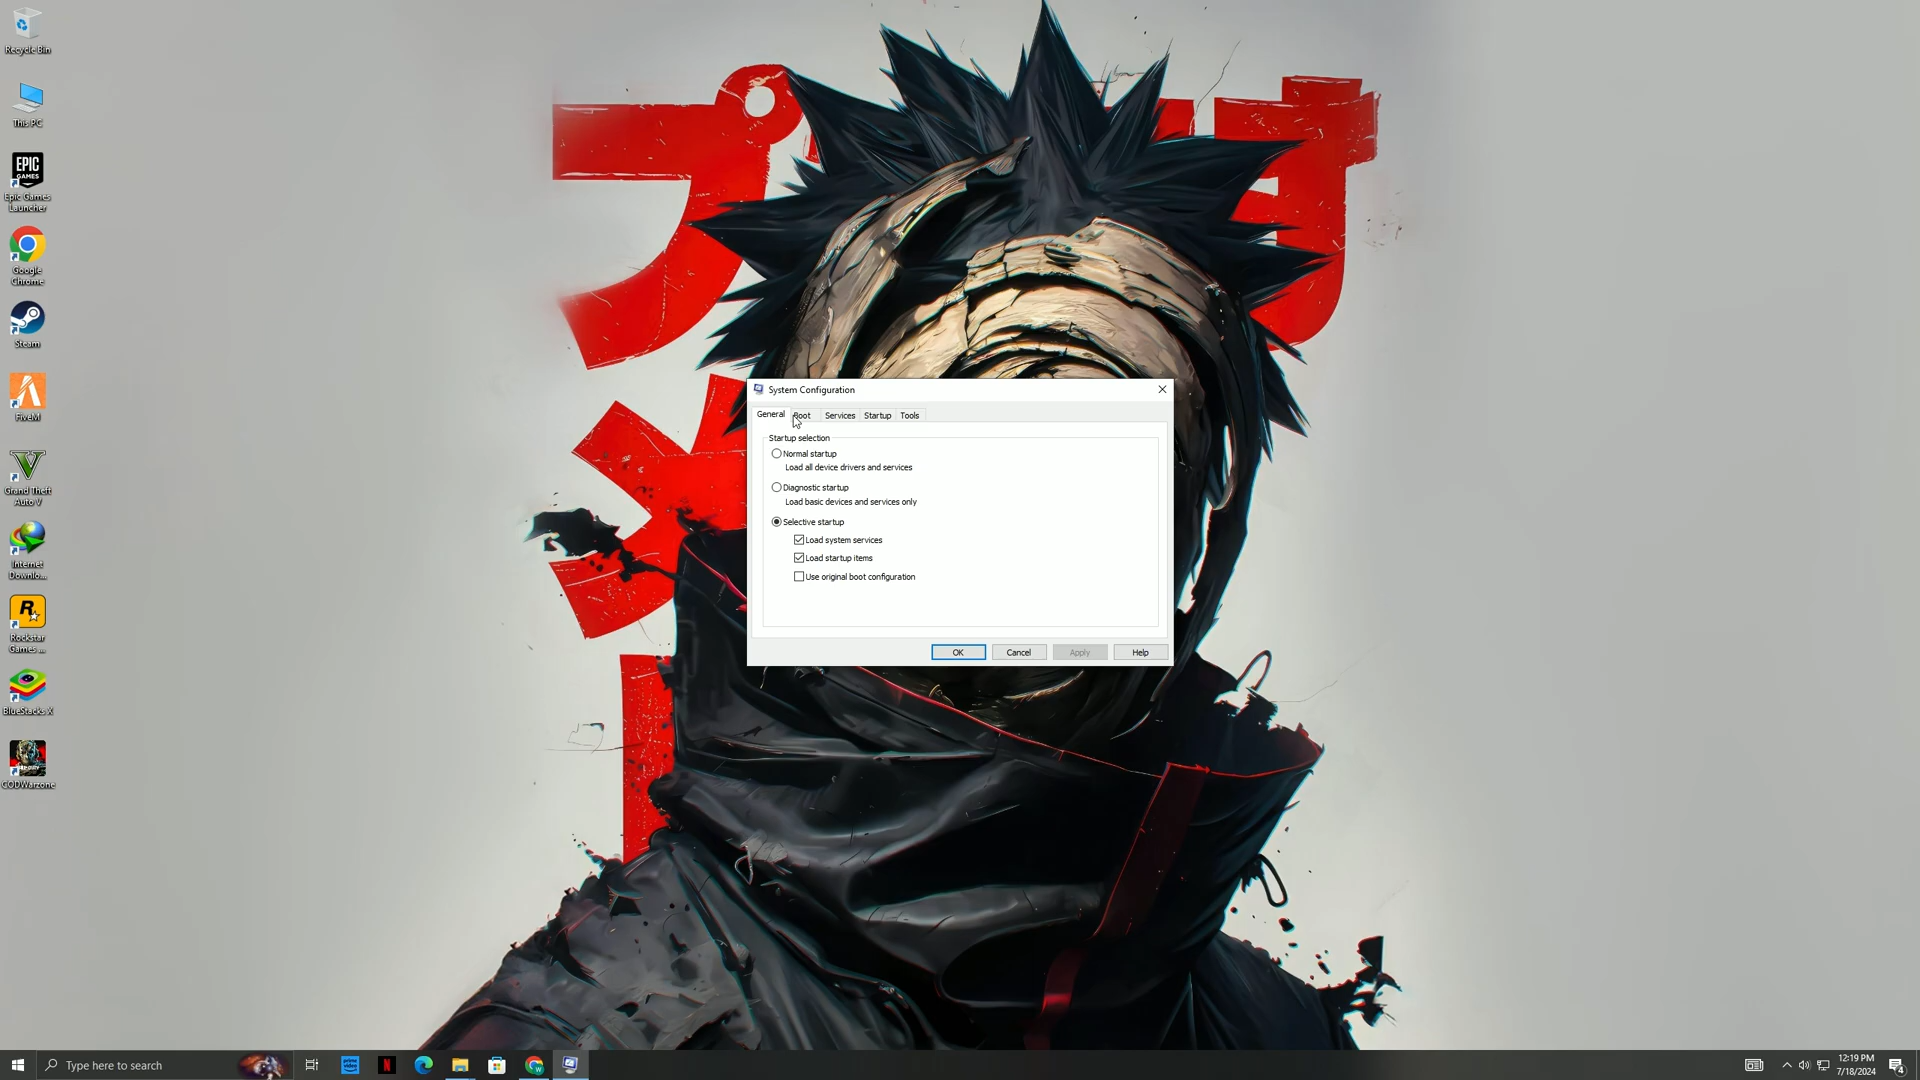 Recycle Bin
This PC
EPIC
GAMES
Epic Games
Launcher
Google
Chrome
Steam
FiveM
Grand Theft
Auto V
Internet
Downlo...
Rockstar
Games ...
BlueStacks X
CODWarzone
System Configuration
General
Boot
Services
Startup
Tools
Startup selection
Normal startup
Load all device drivers and services
Diagnostic startup
Load basic devices and services only
Selective startup
Load system services
Load startup items
Use original boot configuration
OK
Cancel
Apply
Help
Type here to search
12:19 PM
7/18/2024
4